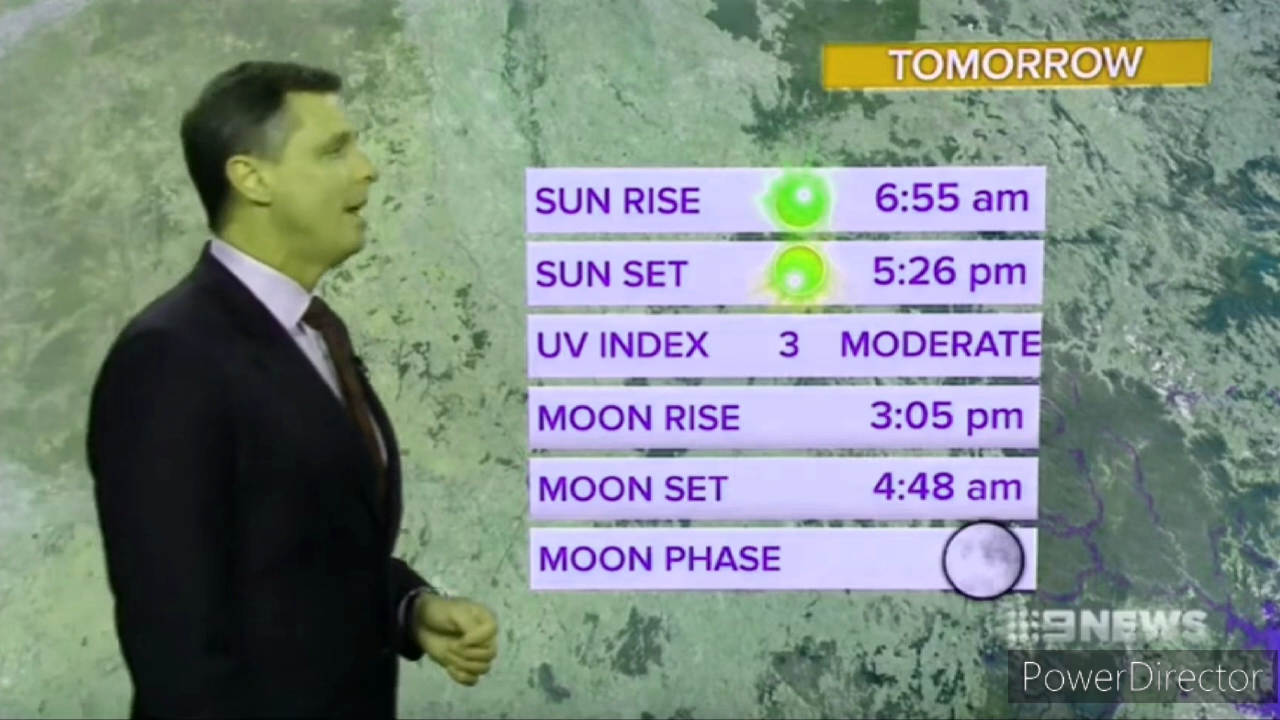 TOMORROW
SUN RISE 6:55 am
SUN SET 5:26 pm
UV INDEX 3 MODERATE
MOON RISE 3:05 pm
MOON SET 4:48 am
MOON PHASE
9NEWS
PowerDirector